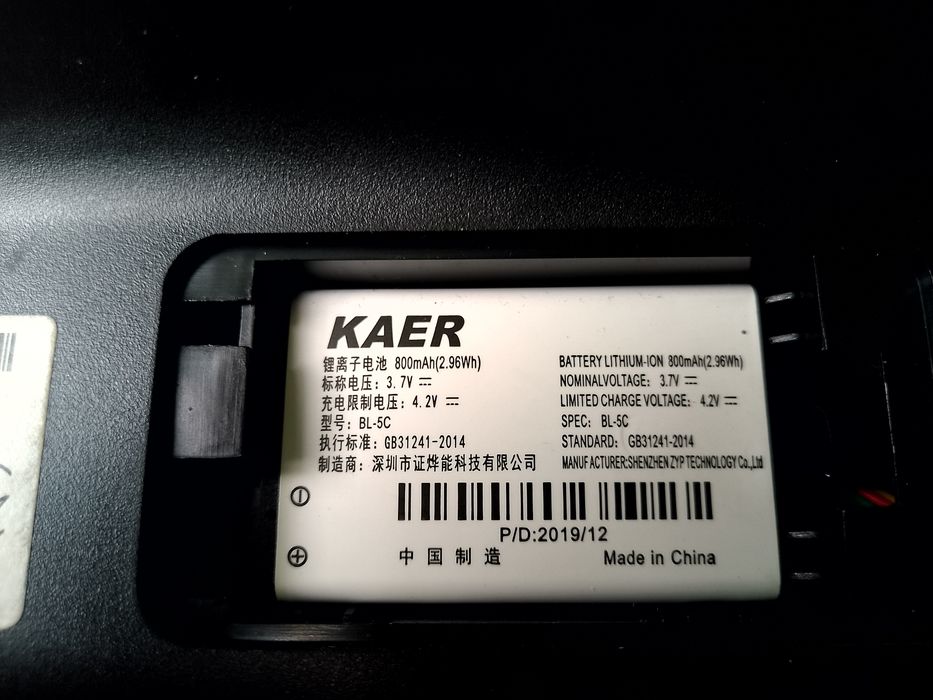 KAER
锂离子电池 800mAh(2.96Wh)
标称电压：3.7V ⎓
充电限制电压：4.2V ⎓
型号：BL-5C
执行标准：GB31241-2014
制造商：深圳市证烨能科技有限公司
BATTERY LITHIUM-ION 800mAh(2.96Wh)
NOMINALVOLTAGE： 3.7V ⎓
LIMITED CHARGE VOLTAGE：4.2V ⎓
SPEC： BL-5C
STANDARD： GB31241-2014
MANUFACTURER:SHENZHEN ZYP TECHNOLOGY Co.,Ltd
P/D:2019/12
中国制造
Made in China